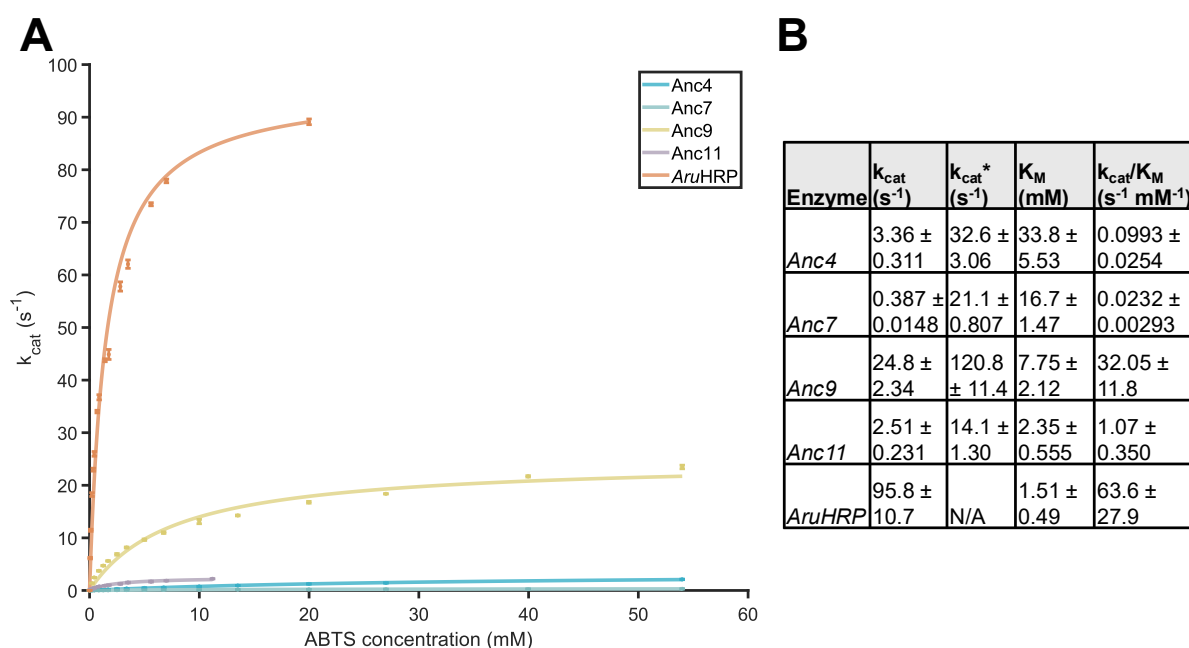 A
B
100
90
80
70
60
50
40
30
20
10
0
k_cat (s⁻¹)
0 10 20 30 40 50 60
ABTS concentration (mM)
Anc4
Anc7
Anc9
Anc11
AruHRP
Enzyme k_cat (s⁻¹) k_cat* (s⁻¹) K_M (mM) k_cat/K_M (s⁻¹ mM⁻¹)
Anc4 3.36 ± 0.311 32.6 ± 3.06 33.8 ± 5.53 0.0993 ± 0.0254
Anc7 0.387 ± 0.0148 21.1 ± 0.807 16.7 ± 1.47 0.0232 ± 0.00293
Anc9 24.8 ± 2.34 120.8 ± 11.4 7.75 ± 2.12 32.05 ± 11.8
Anc11 2.51 ± 0.231 14.1 ± 1.30 2.35 ± 0.555 1.07 ± 0.350
AruHRP 95.8 ± 10.7 N/A 1.51 ± 0.49 63.6 ± 27.9